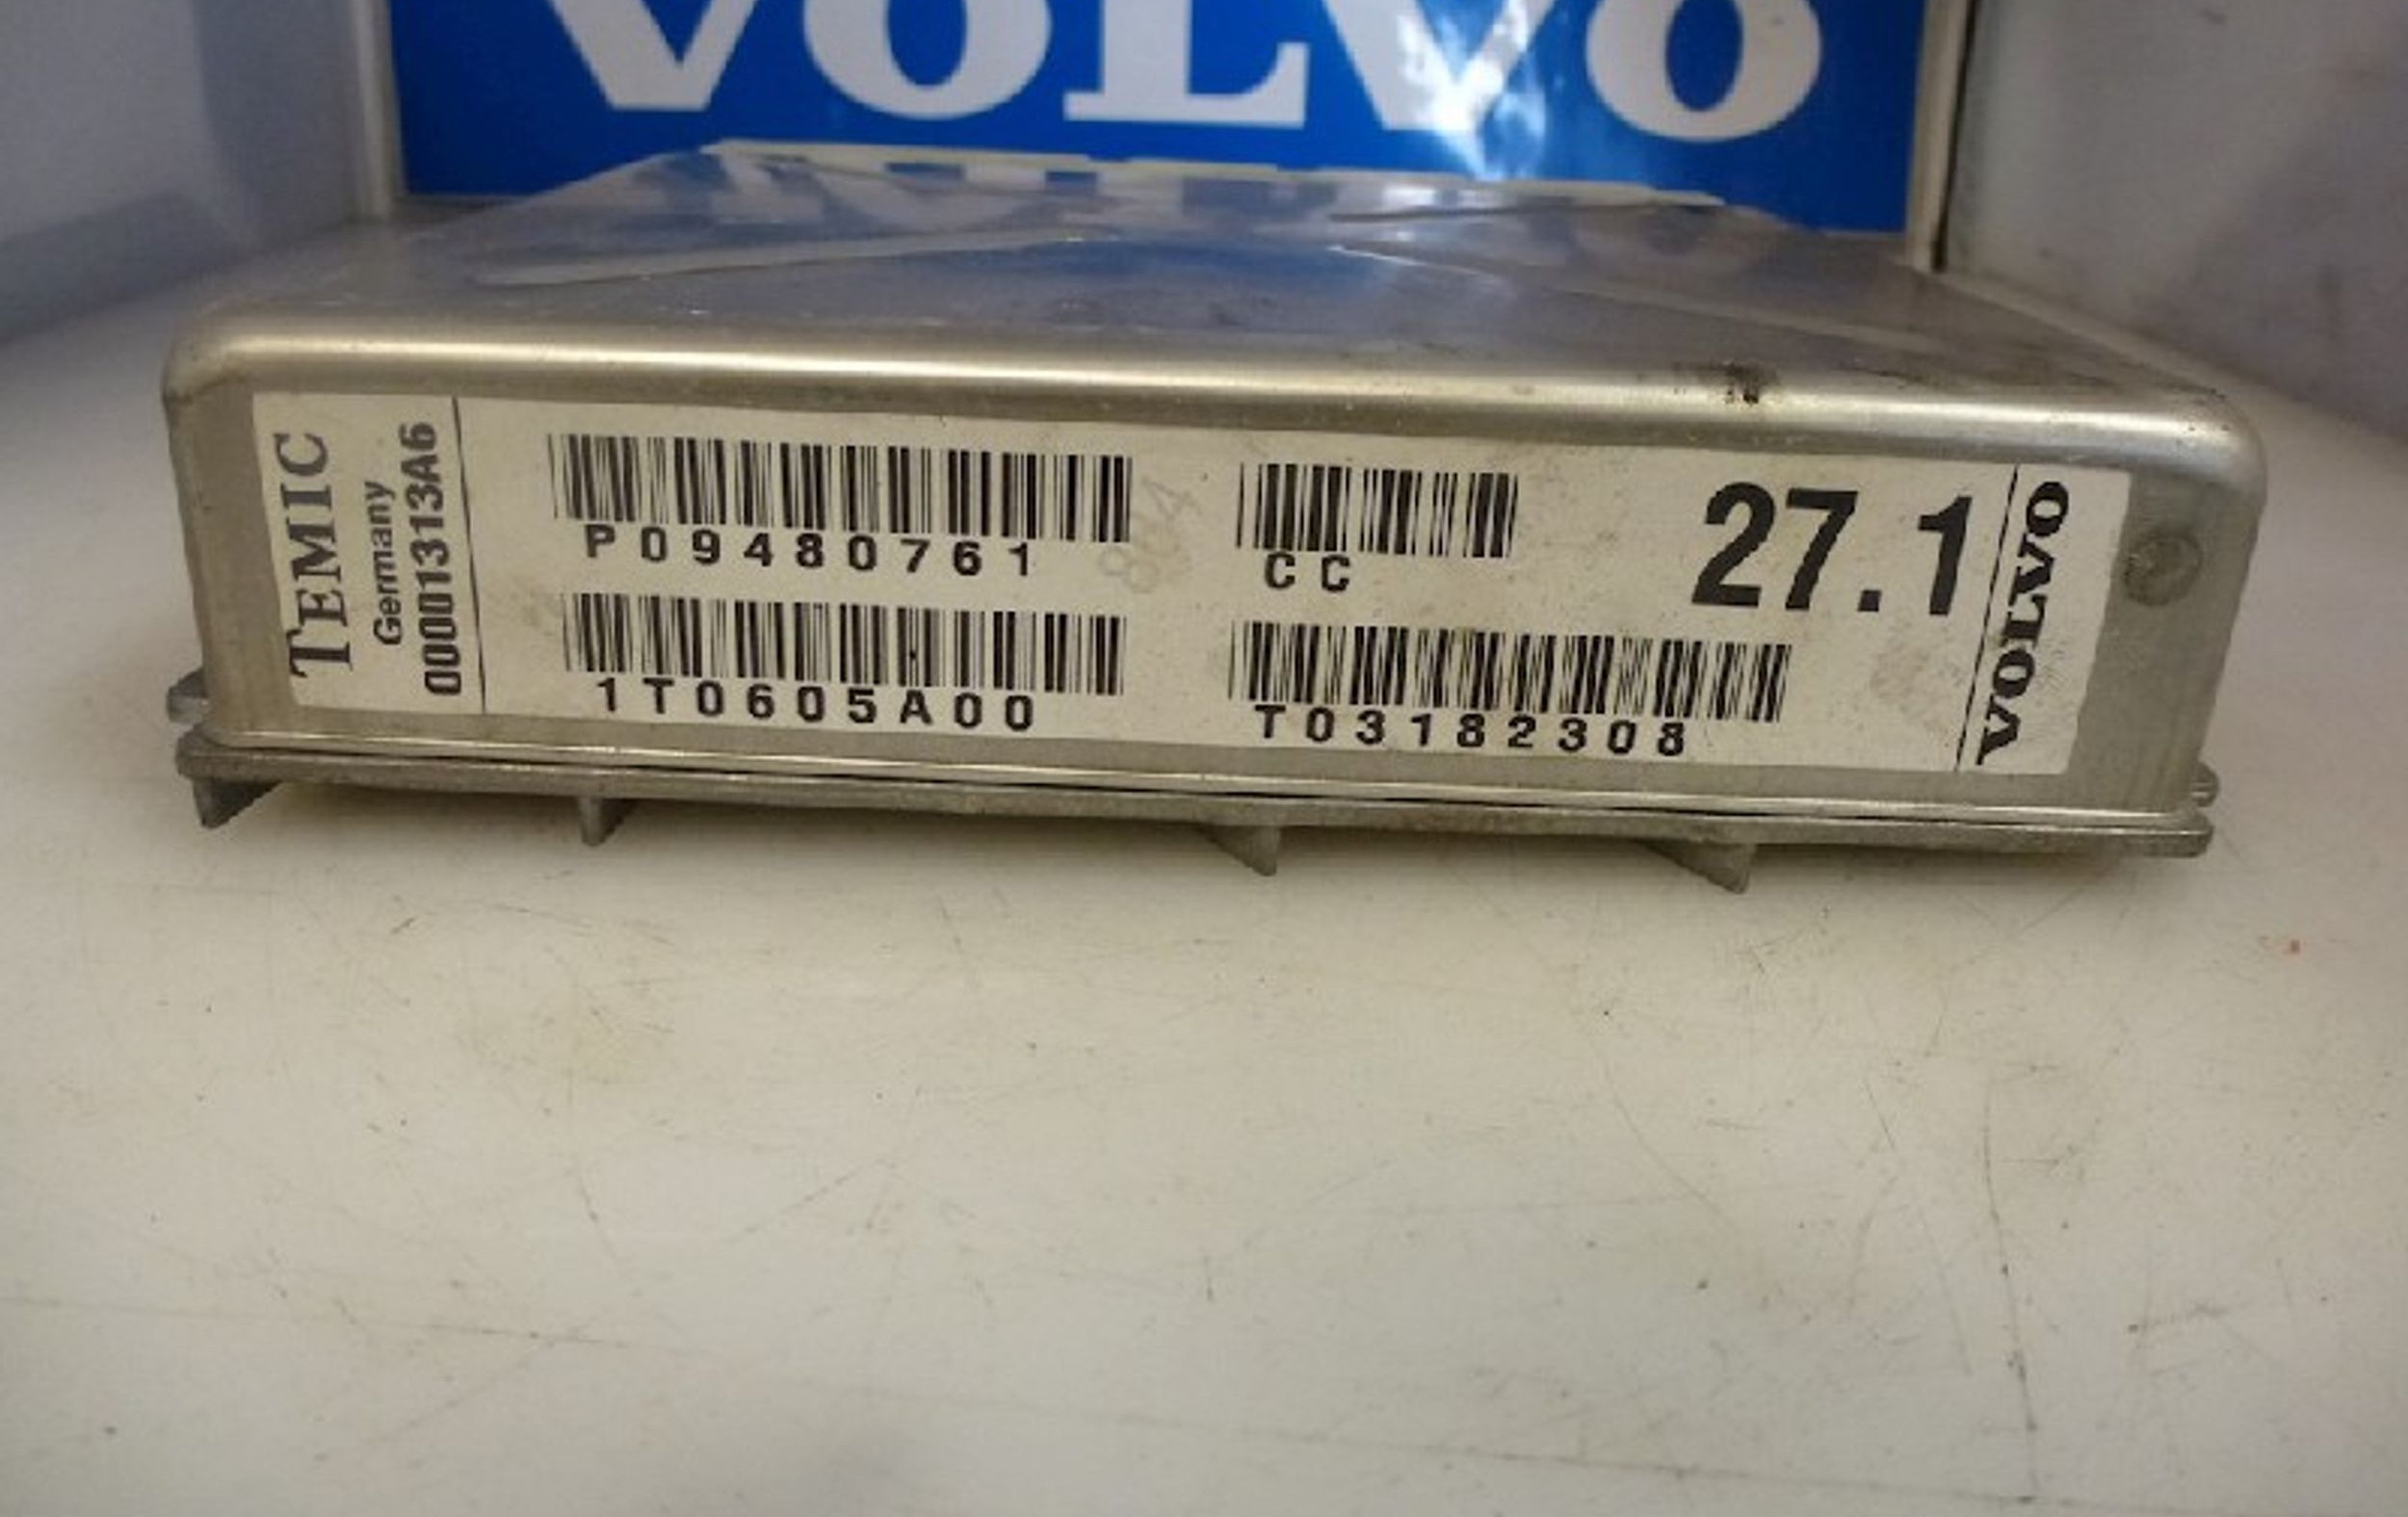 VOLVO
TEMIC
Germany
00001313A6
P09480761
1T0605A00
CC
T03182308
27.1
VOLVO